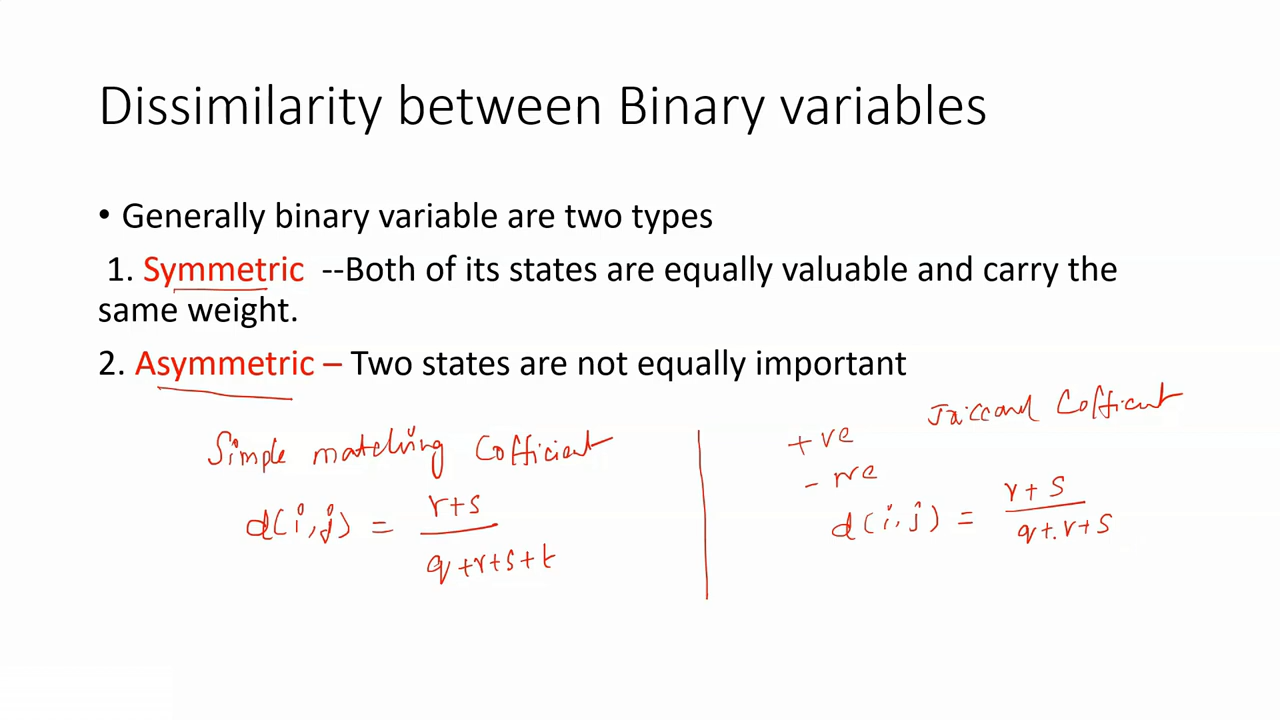 Dissimilarity between Binary variables
• Generally binary variable are two types
1. Symmetric --Both of its states are equally valuable and carry the
same weight.
2. Asymmetric – Two states are not equally important
Simple matching Cofficient
d(i,j) = r+s / q+r+s+t
Jaccard Cofficient
+ve
- ve
d(i,j) = r+s / q+r+s